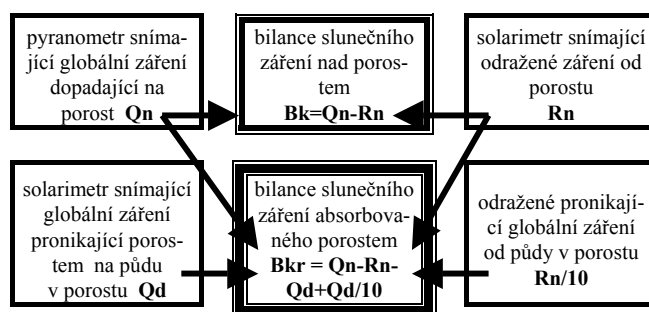 pyranometr sníma-
jící globální záření
dopadající na
porost Qn
bilance slunečního
záření nad poros-
tem
Bk=Qn-Rn
solarimetr snímající
odražené záření od
porostu
Rn
solarimetr snímající
globální záření
pronikající poros-
tem na půdu
v porostu Qd
bilance slunečního
záření absorbova-
ného porostem
Bkr = Qn-Rn-
Qd+Qd/10
odražené pronikají-
cí globální záření
od půdy v porostu
Rn/10